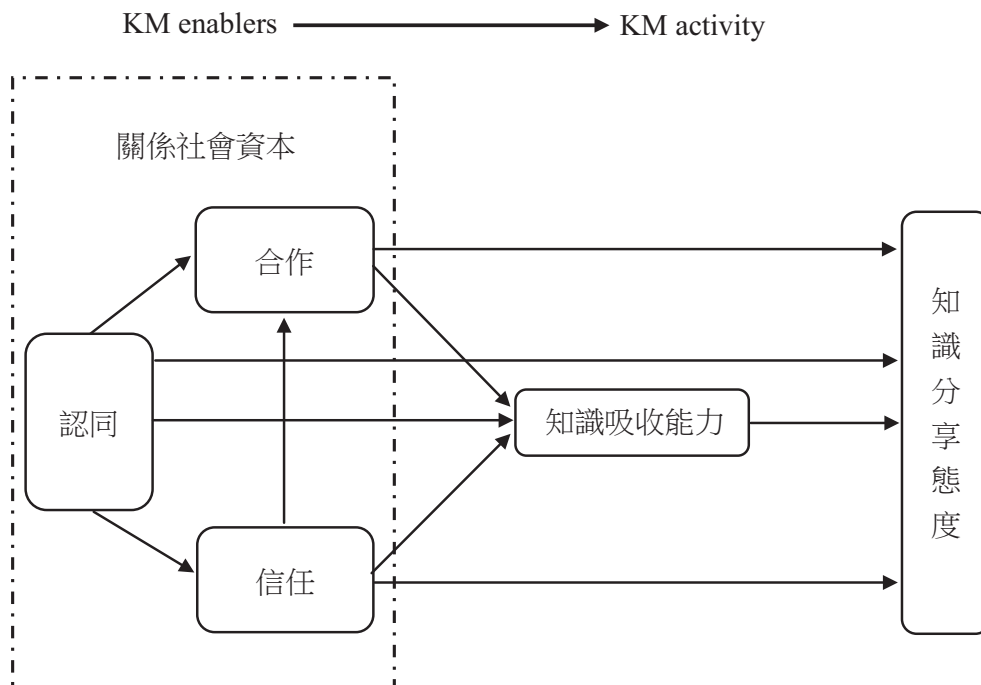 KM enablers KM activity
關係社會資本
合作
認同
知識吸收能力
信任
知識分享態度